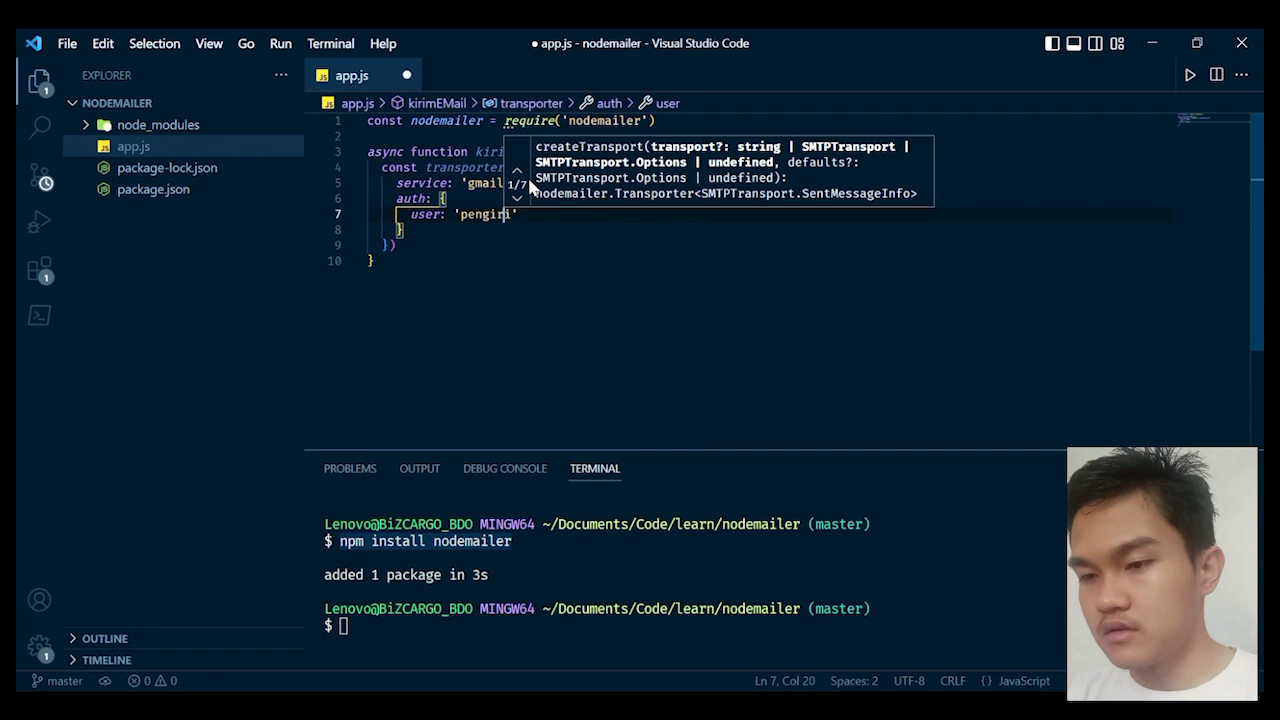 File Edit Selection View Go Run Terminal Help
● app.js - nodemailer - Visual Studio Code
EXPLORER
NODEMAILER
node_modules
app.js
package-lock.json
package.json
OUTLINE
TIMELINE
1
1
1
JS app.js
JS app.js > kirimEMail > transporter > auth > user
1 const nodemailer = require('nodemailer')
2
3 async function kiri
4 const transporter
5 service: 'gmail
6 auth: {
7 user: 'pengiri'
8 }
9 })
10 }
createTransport(transport?: string | SMTPTransport |
SMTPTransport.Options | undefined, defaults?:
SMTPTransport.Options | undefined):
nodemailer.Transporter<SMTPTransport.SentMessageInfo>
1/7
PROBLEMS OUTPUT DEBUG CONSOLE TERMINAL
Lenovo@BiZCARGO_BDO MINGW64 ~/Documents/Code/learn/nodemailer (master)
$ npm install nodemailer
added 1 package in 3s
Lenovo@BiZCARGO_BDO MINGW64 ~/Documents/Code/learn/nodemailer (master)
$
master 0 0 Ln 7, Col 20 Spaces: 2 UTF-8 CRLF {} JavaScript